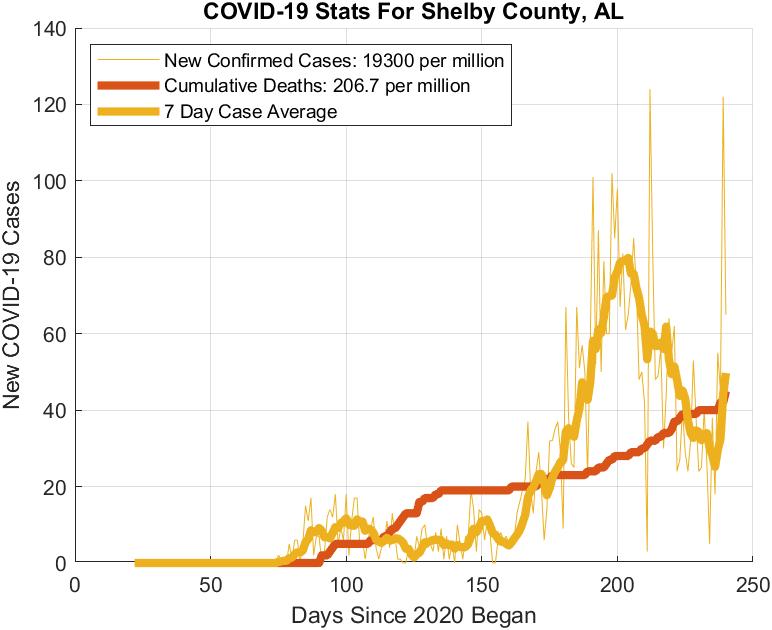 COVID-19 Stats For Shelby County, AL
New Confirmed Cases: 19300 per million
Cumulative Deaths: 206.7 per million
7 Day Case Average
New COVID-19 Cases
140
120
100
80
60
40
20
0
0 50 100 150 200 250
Days Since 2020 Began